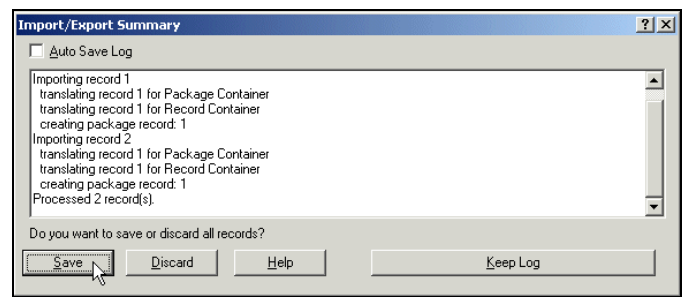 Import/Export Summary
Auto Save Log
Importing record 1
translating record 1 for Package Container
translating record 1 for Record Container
creating package record: 1
Importing record 2
translating record 1 for Package Container
translating record 1 for Record Container
creating package record: 1
Processed 2 record(s).
Do you want to save or discard all records?
Save Discard Help Keep Log